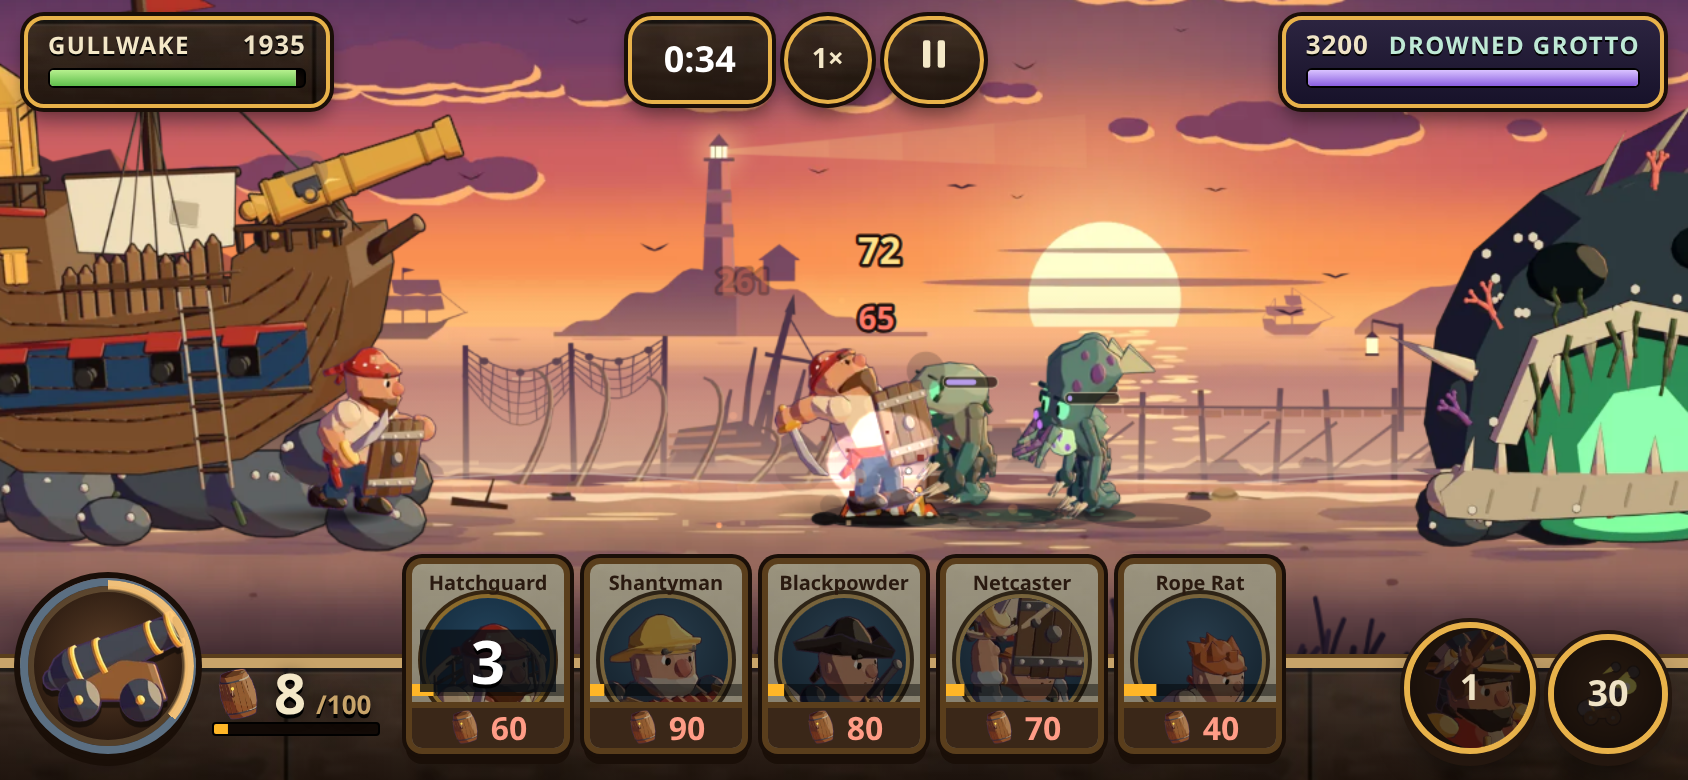 GULLWAKE 1935
0:34
1×
3200 DROWNED GROTTO
72
261
65
Hatchguard
Shantyman
Blackpowder
Netcaster
Rope Rat
3
8 /100
60
90
80
70
40
1
30